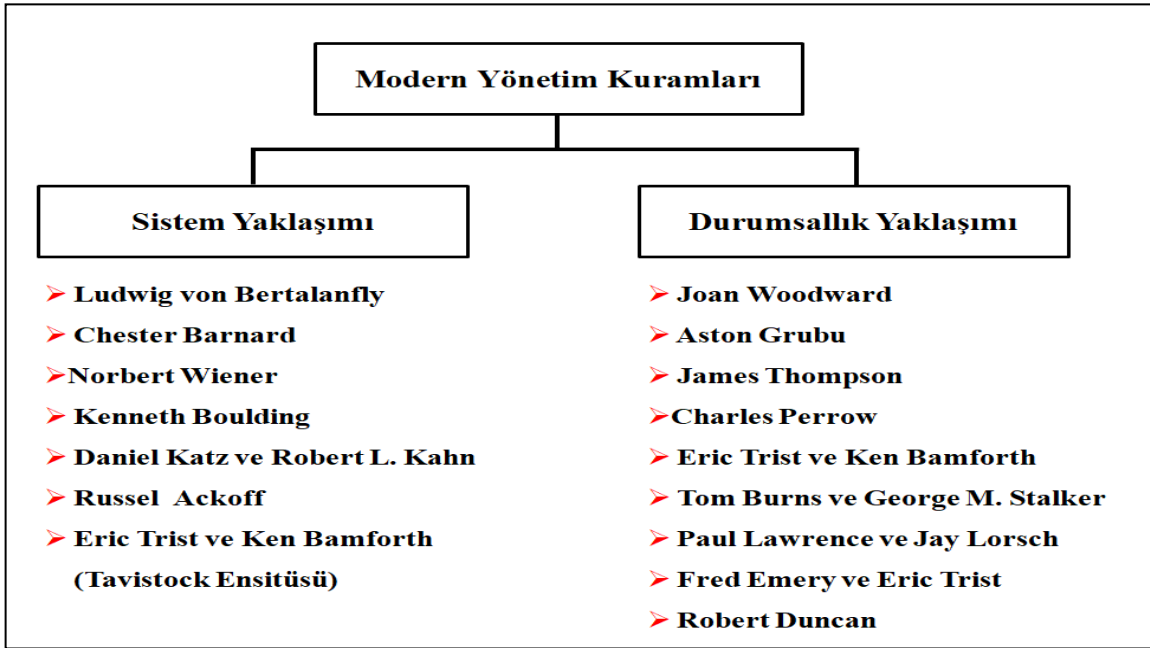 Modern Yönetim Kuramları
Sistem Yaklaşımı
Ludwig von Bertalanfly
Chester Barnard
Norbert Wiener
Kenneth Boulding
Daniel Katz ve Robert L. Kahn
Russel Ackoff
Eric Trist ve Ken Bamforth
(Tavistock Ensitüsü)
Durumsallık Yaklaşımı
Joan Woodward
Aston Grubu
James Thompson
Charles Perrow
Eric Trist ve Ken Bamforth
Tom Burns ve George M. Stalker
Paul Lawrence ve Jay Lorsch
Fred Emery ve Eric Trist
Robert Duncan